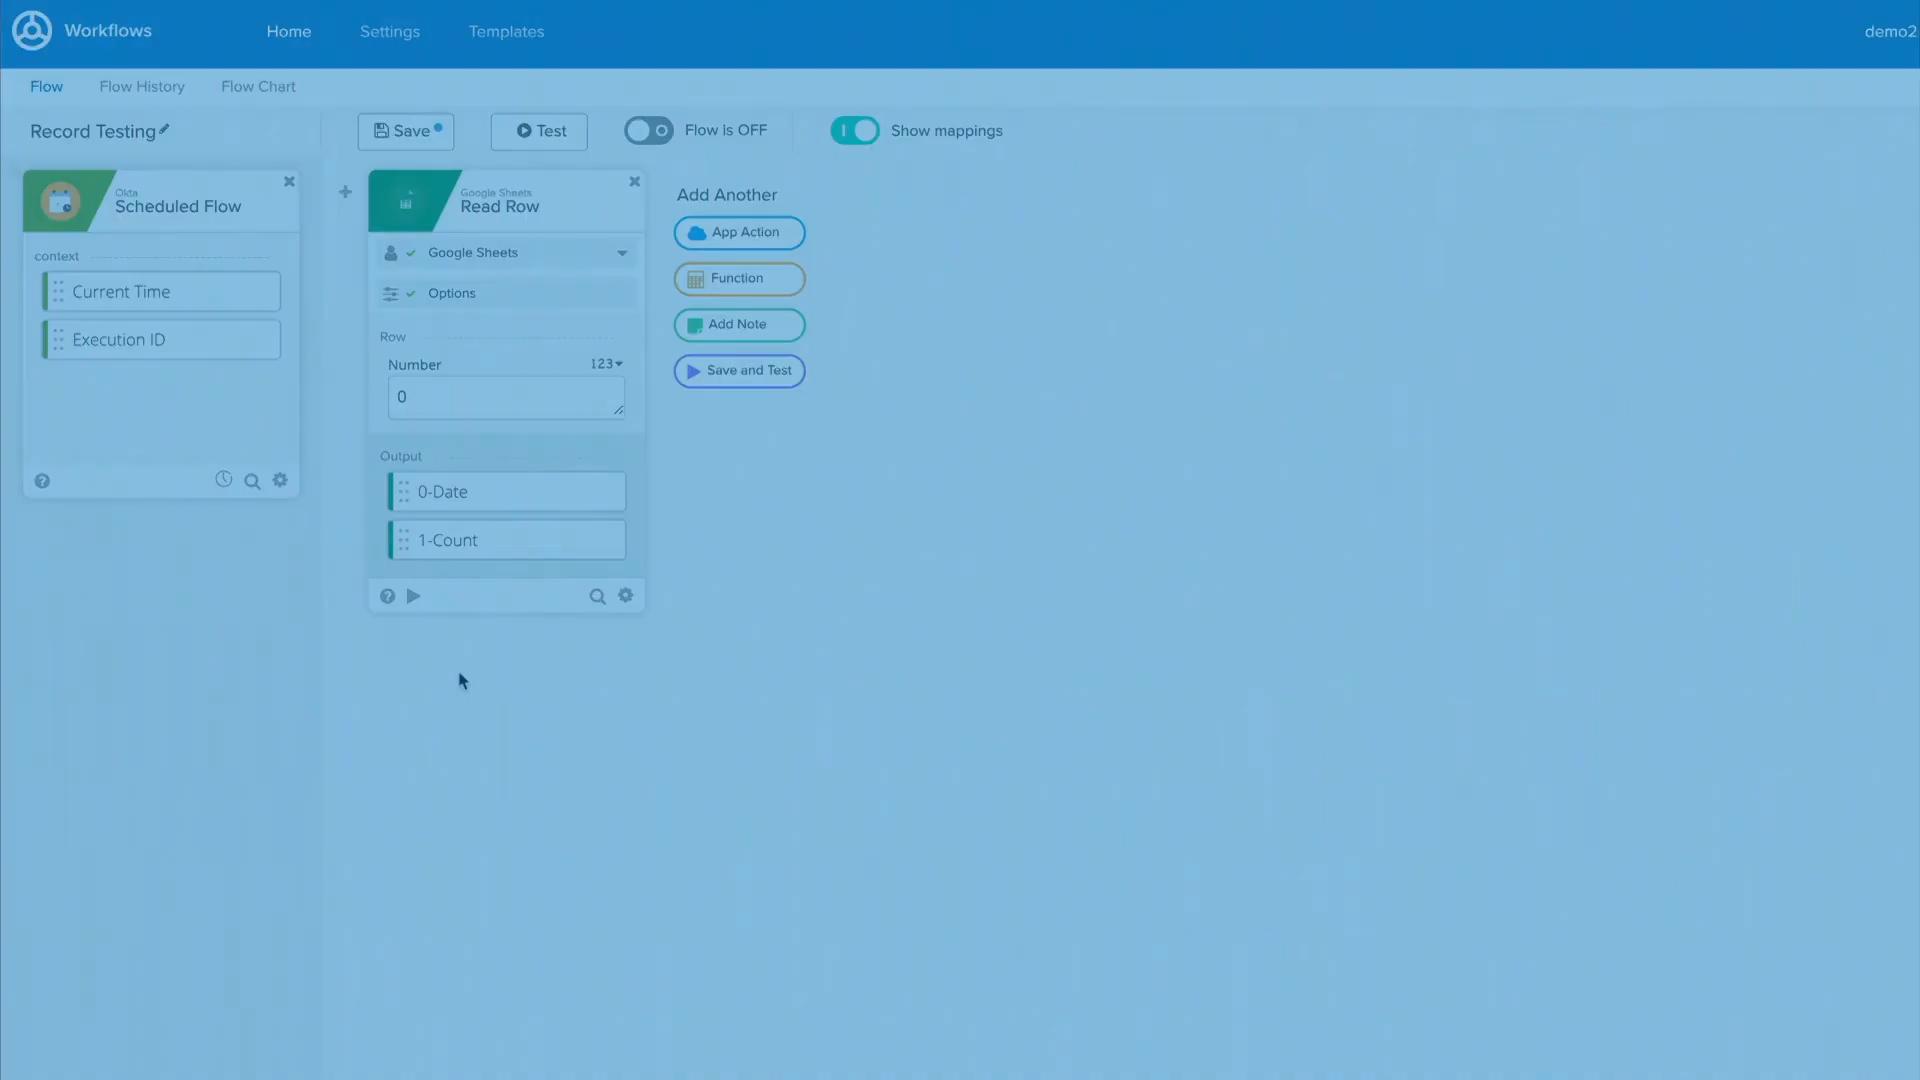 Workflows
Home
Settings
Templates
demo2
Flow
Flow History
Flow Chart
Record Testing
Save
Test
Flow is OFF
Show mappings
Okta
Scheduled Flow
context
Current Time
Execution ID
Google Sheets
Read Row
Google Sheets
Options
Row
Number
123
0
Output
0-Date
1-Count
Add Another
App Action
Function
Add Note
Save and Test